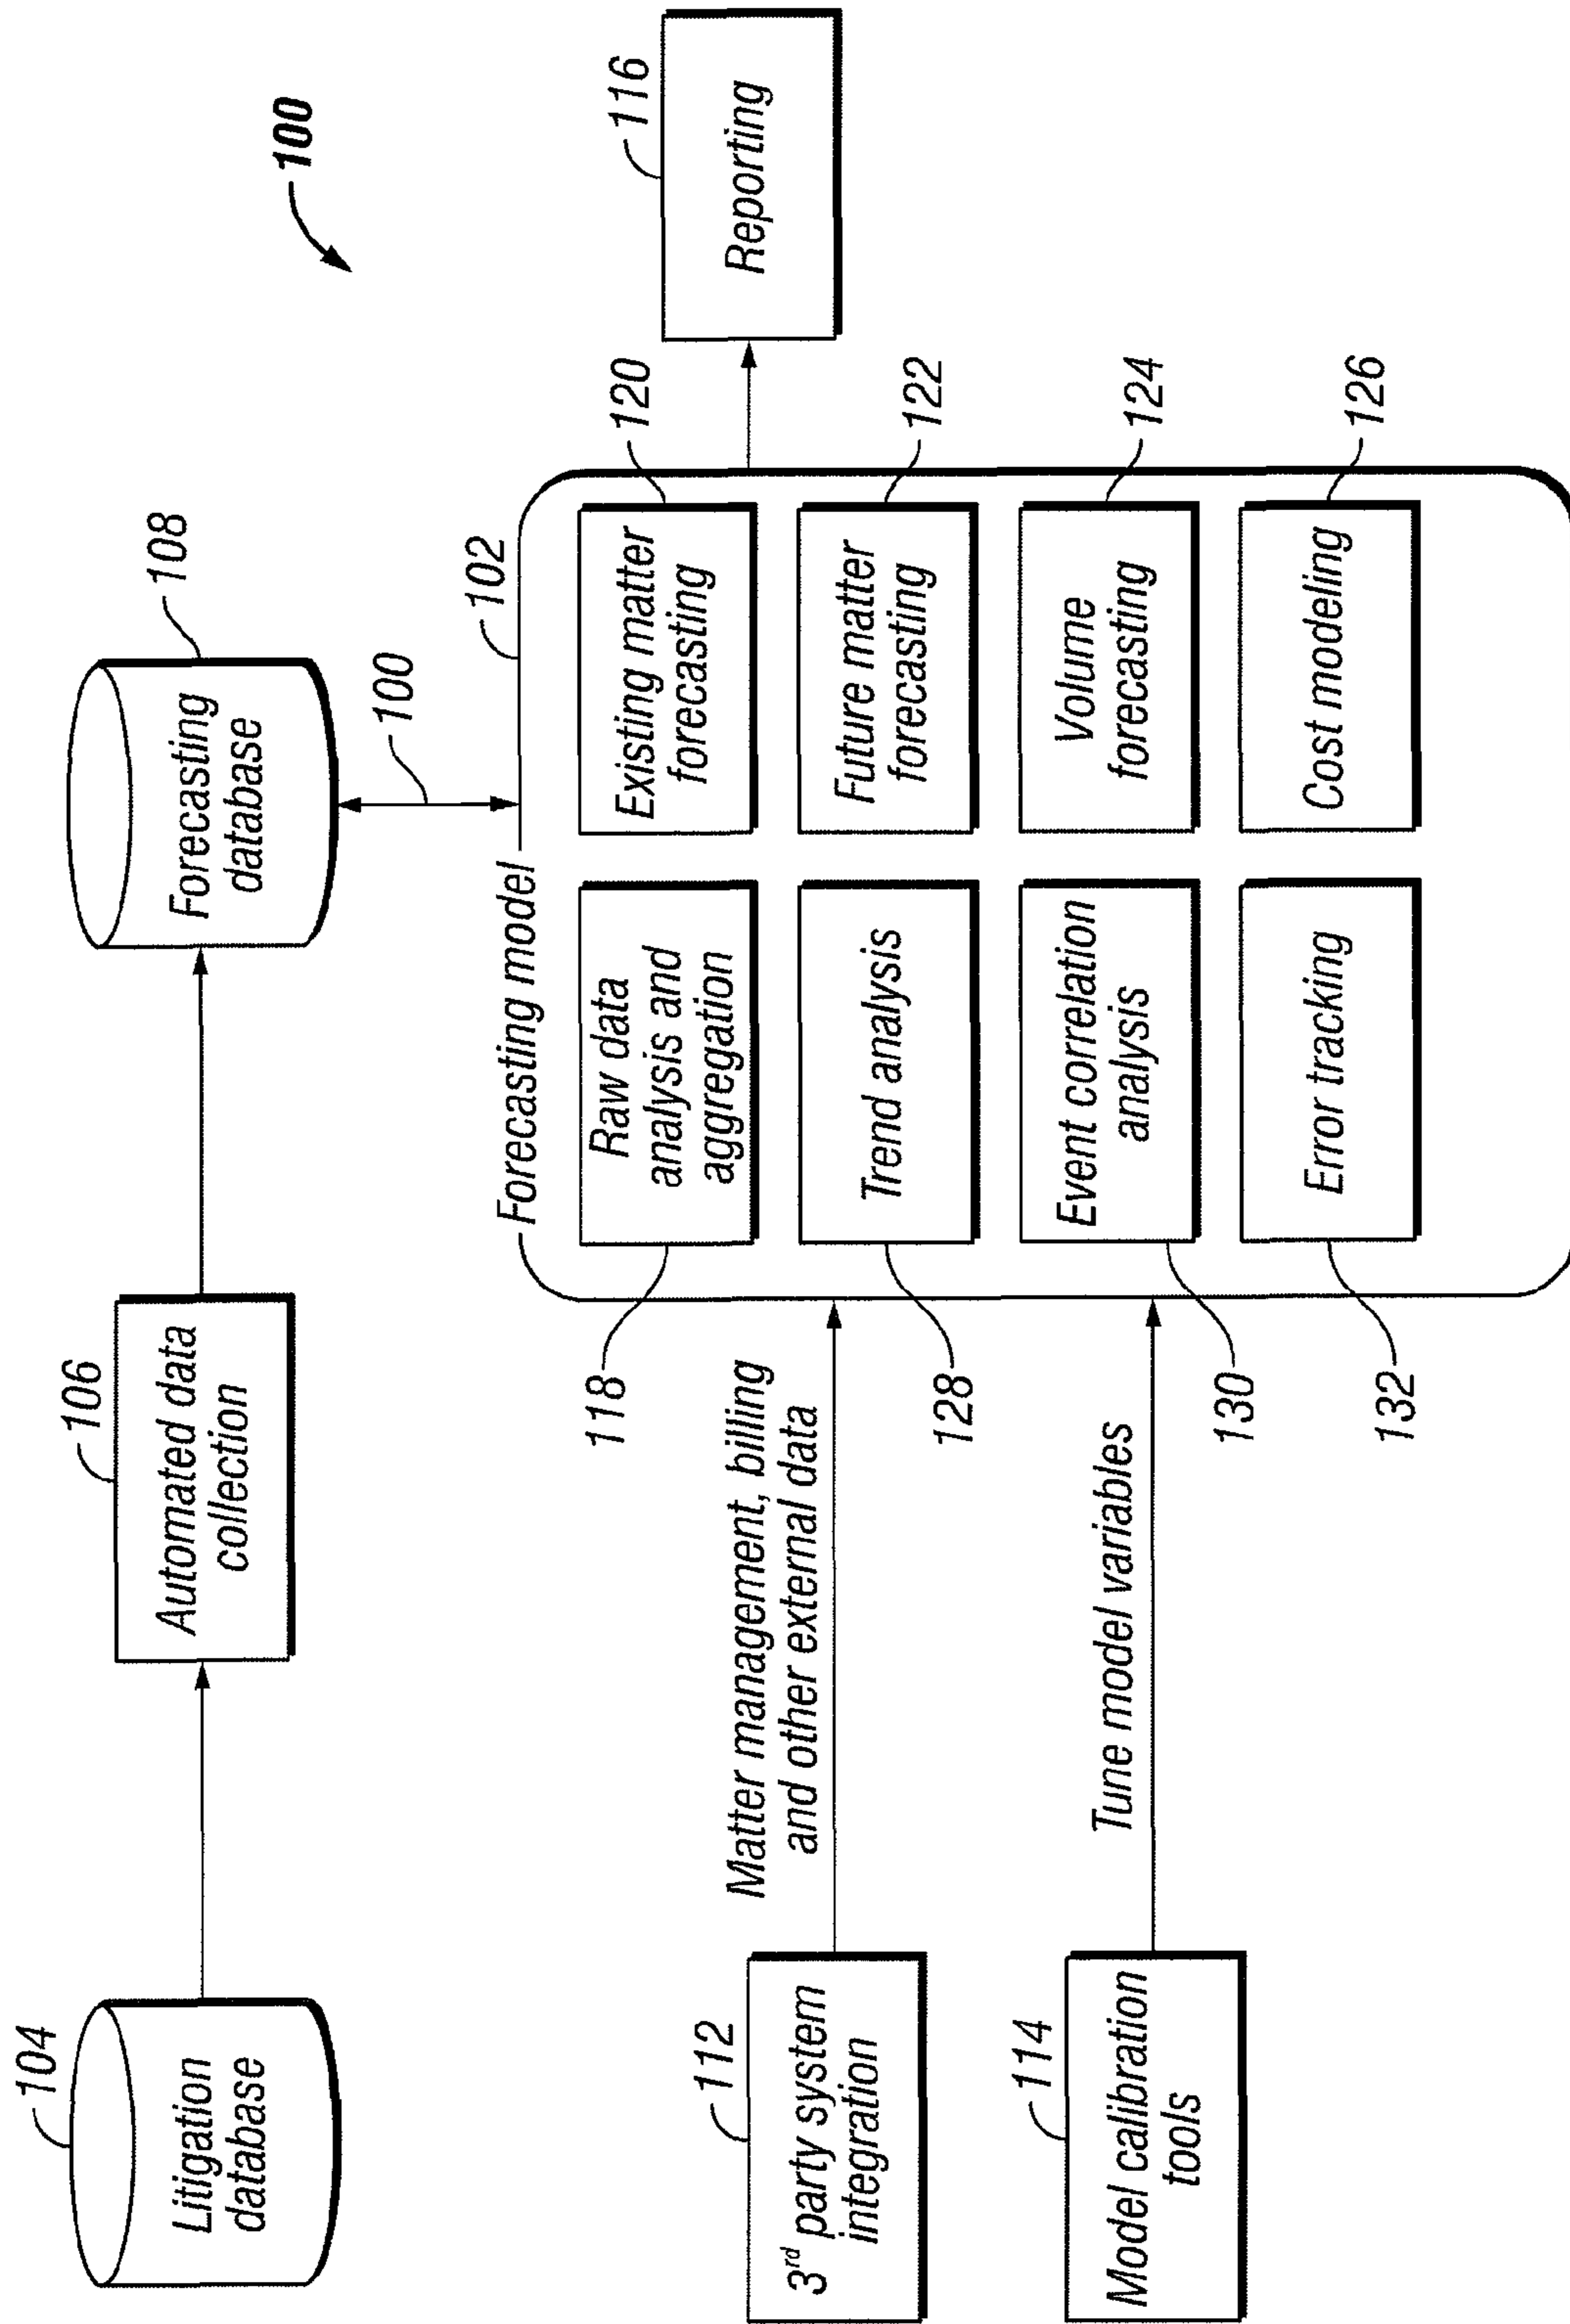 100
104
Litigation
database
106
Automated data
collection
108
Forecasting
database
100
102
Forecasting model
112
3rd party system
integration
Matter management, billing
and other external data
114
Model calibration
tools
Tune model variables
118
Raw data
analysis and
aggregation
Existing matter
forecasting
120
128
Trend analysis
Future matter
forecasting
122
130
Event correlation
analysis
Volume
forecasting
124
132
Error tracking
Cost modeling
126
116
Reporting